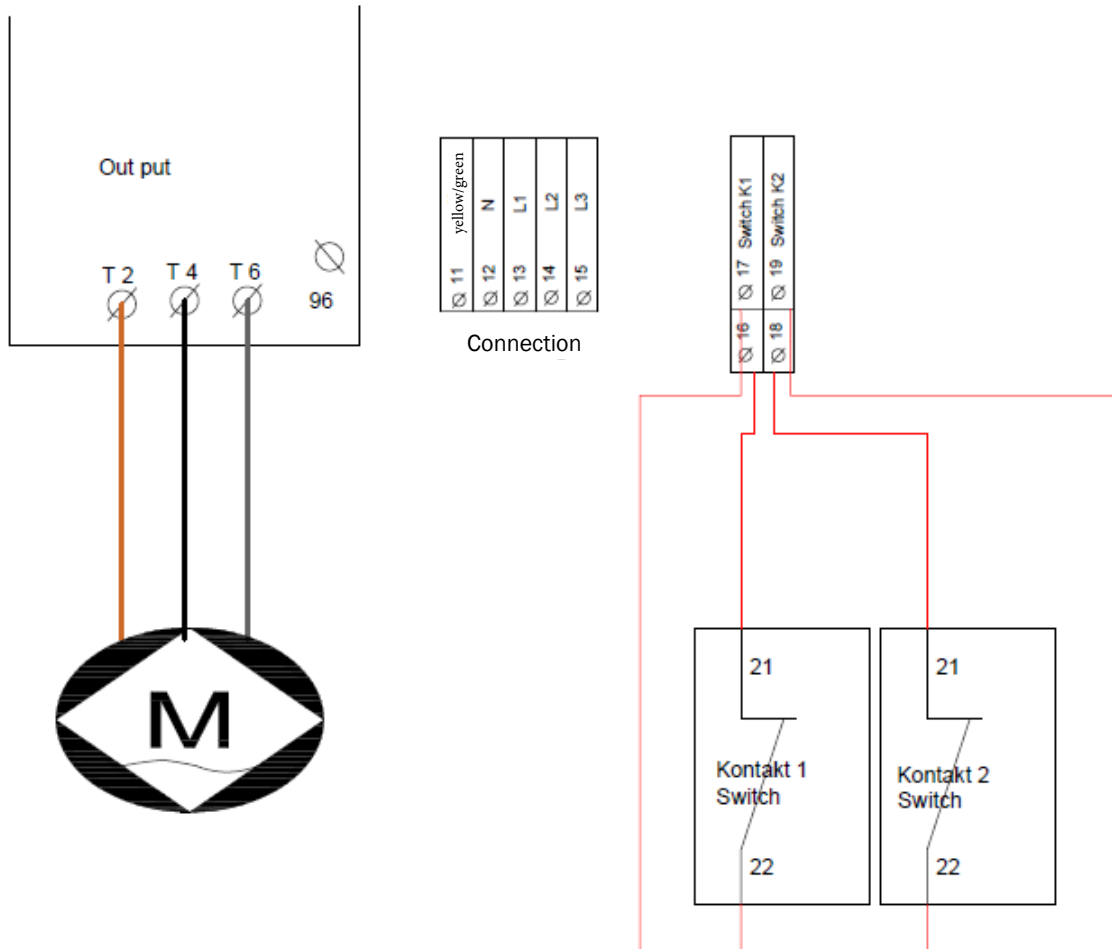 Out put
T 2
T 4
T 6
96
M
11 yellow/green
12 N
13 L1
14 L2
15 L3
Connection
16 17 Switch K1
18 19 Switch K2
21
Kontakt 1
Switch
22
21
Kontakt 2
Switch
22